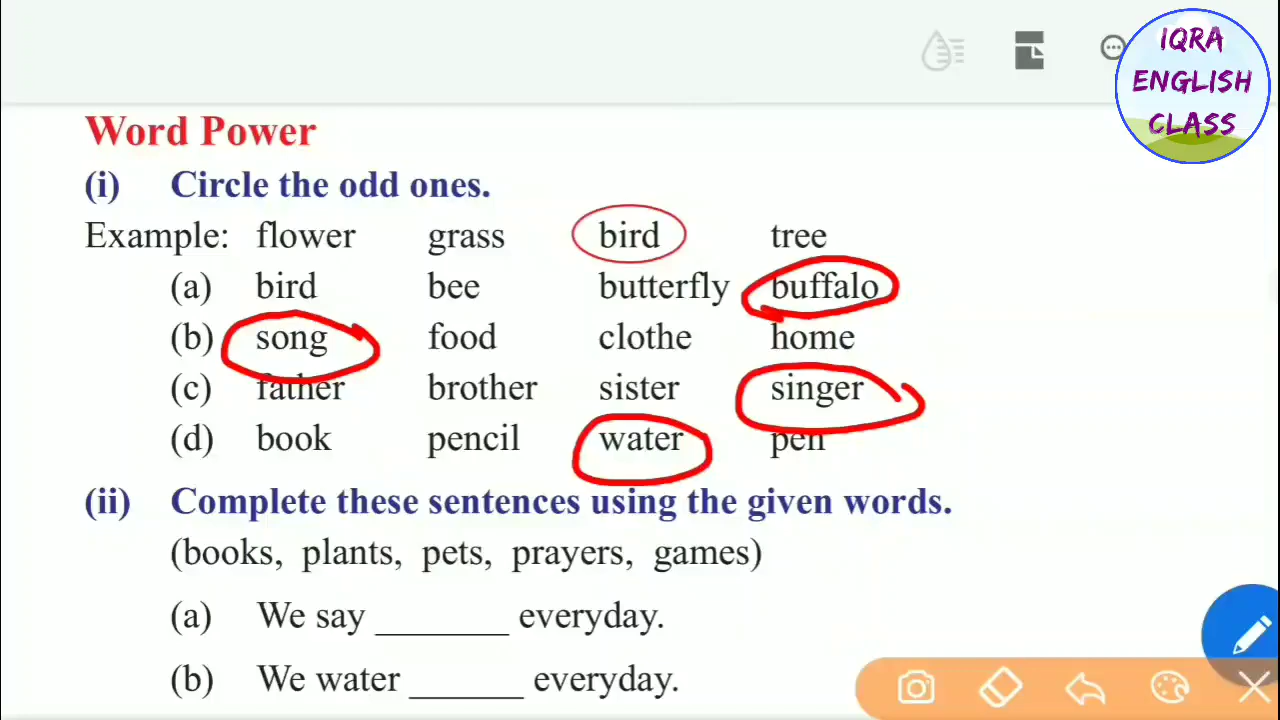 IQRA
ENGLISH
CLASS
Word Power
(i) Circle the odd ones.
Example: flower grass bird tree
(a) bird bee butterfly buffalo
(b) song food clothe home
(c) father brother sister singer
(d) book pencil water pen
(ii) Complete these sentences using the given words.
(books, plants, pets, prayers, games)
(a) We say _______ everyday.
(b) We water ______ everyday.